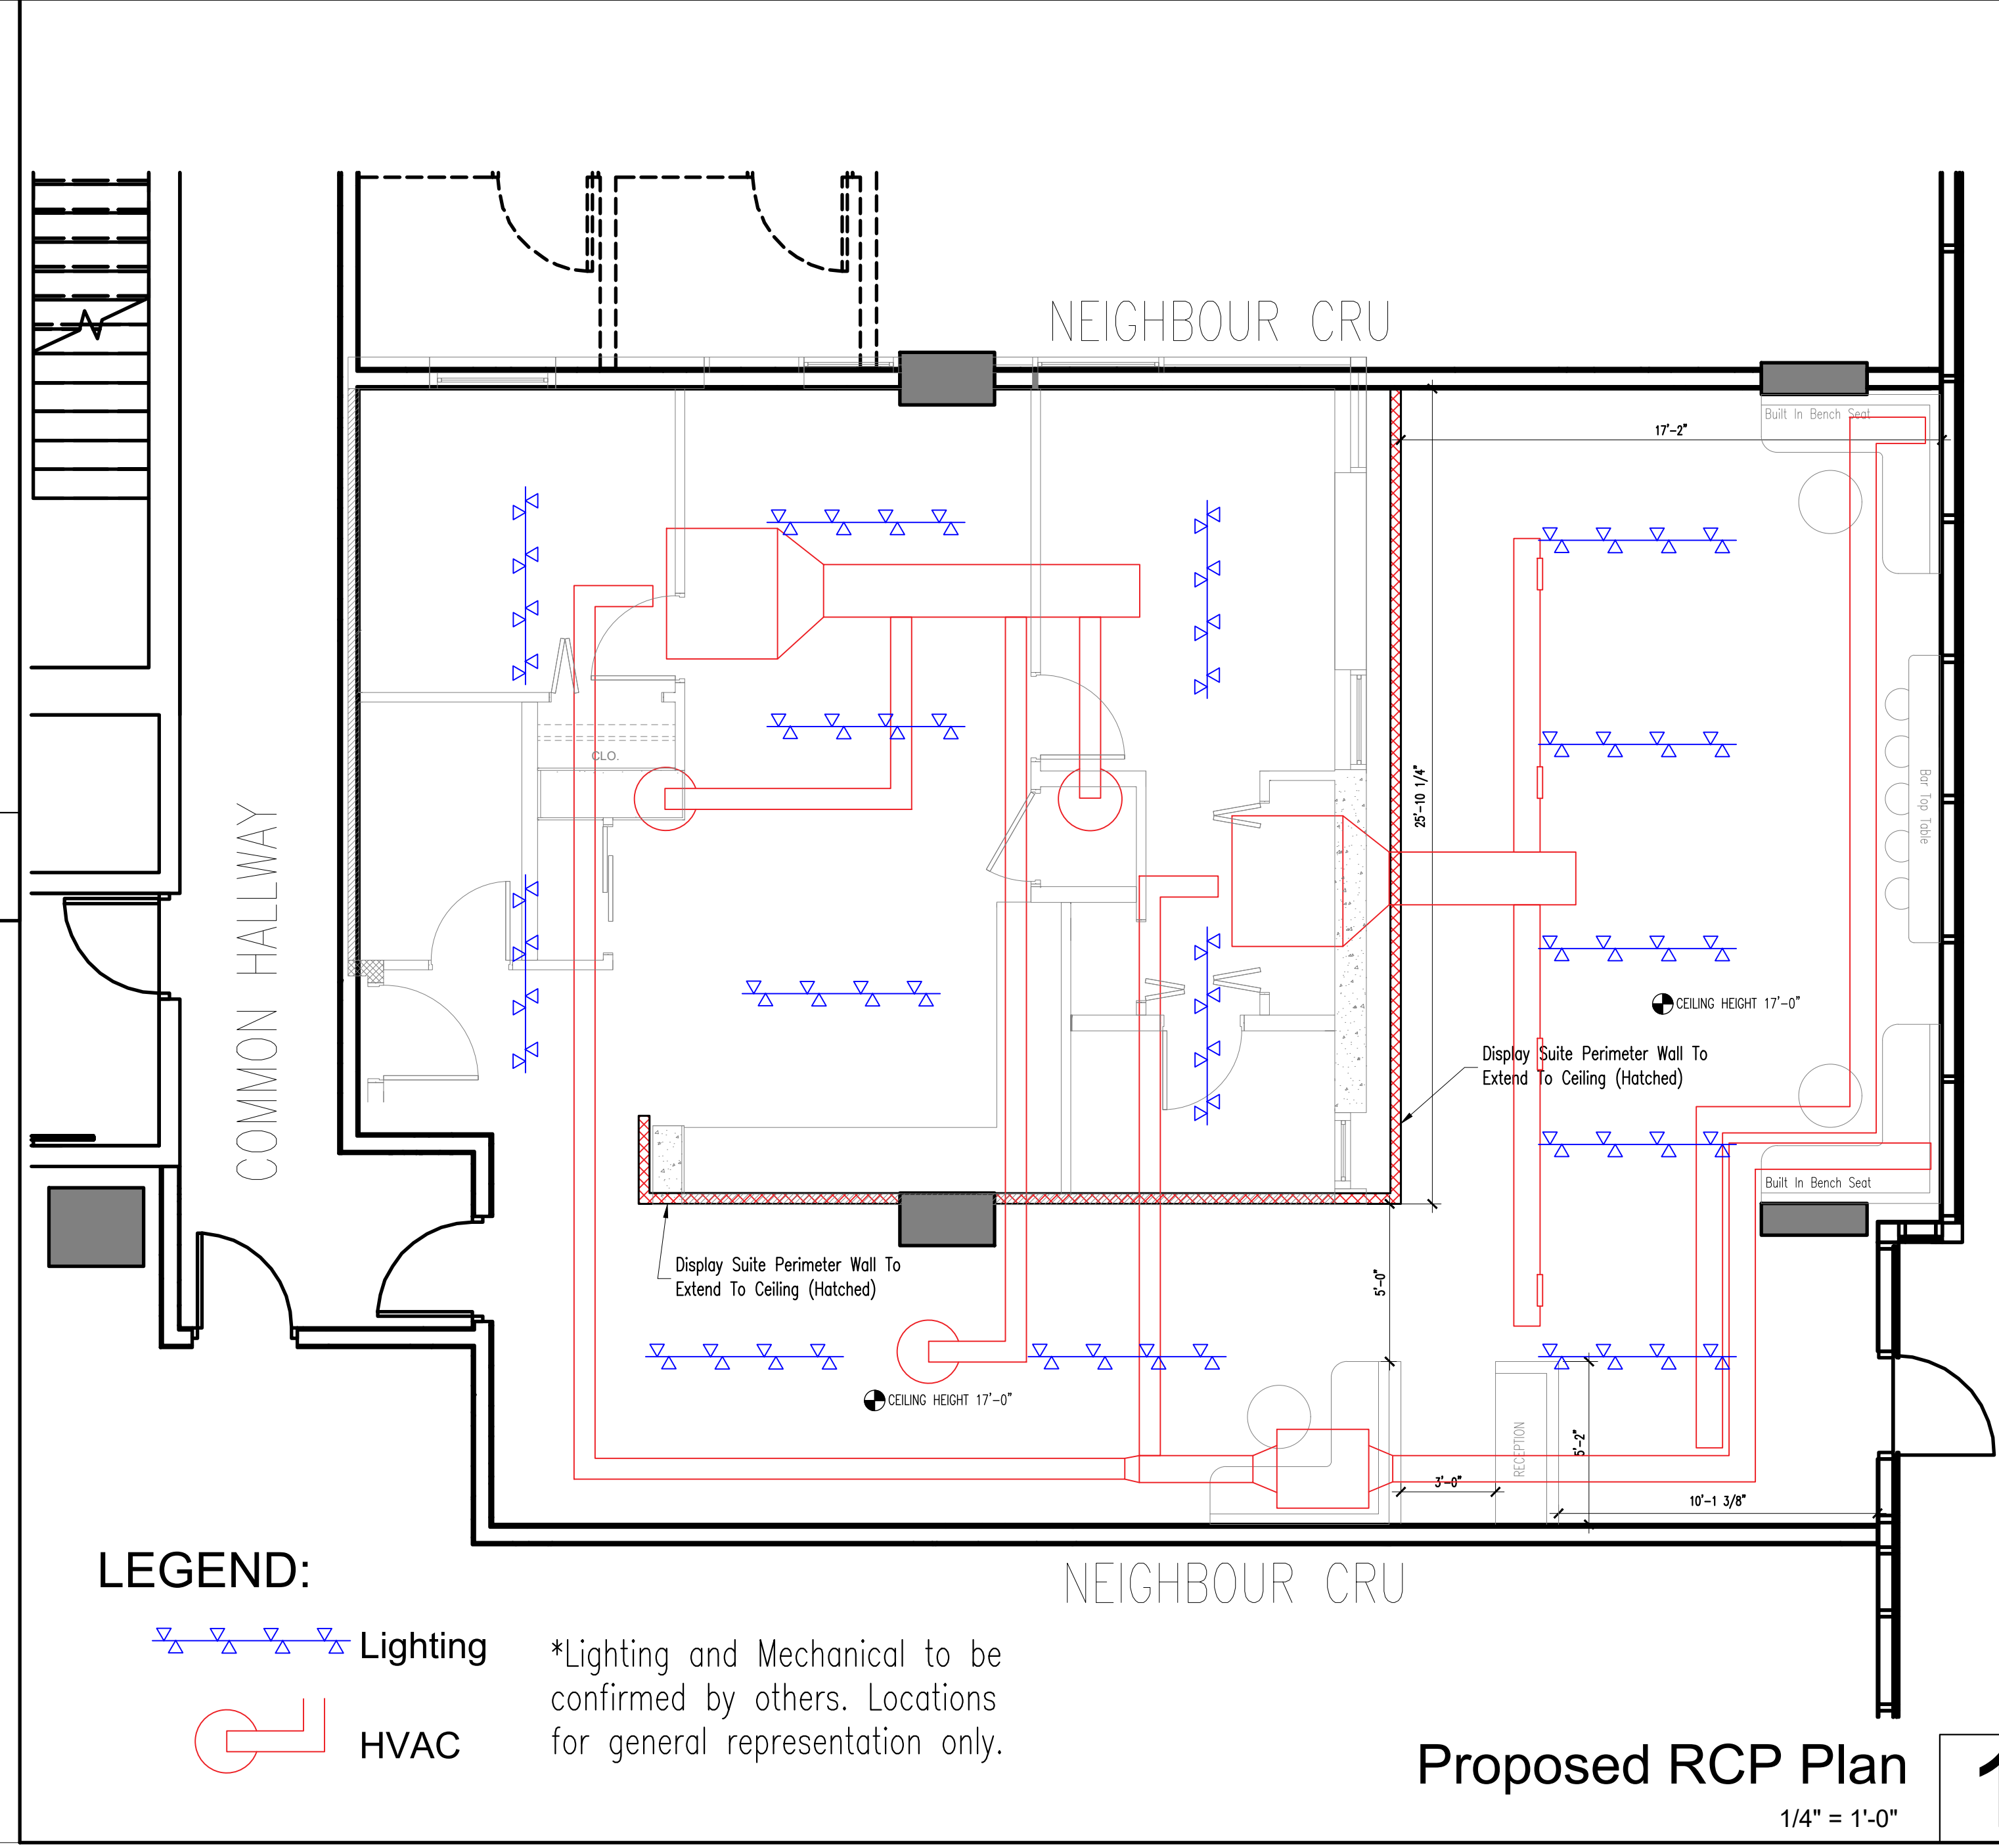 NEIGHBOUR CRU
Built In Bench Seat
17'-2"
CLO.
25'-10 1/4"
Bar Top Table
COMMON HALLWAY
CEILING HEIGHT 17'-0"
Display Suite Perimeter Wall To
Extend To Ceiling (Hatched)
Built In Bench Seat
Display Suite Perimeter Wall To
Extend To Ceiling (Hatched)
5'-0"
CEILING HEIGHT 17'-0"
RECEPTION
5'-2"
3'-0"
10'-1 3/8"
NEIGHBOUR CRU
LEGEND:
Lighting
HVAC
*Lighting and Mechanical to be
confirmed by others. Locations
for general representation only.
Proposed RCP Plan
1/4" = 1'-0"